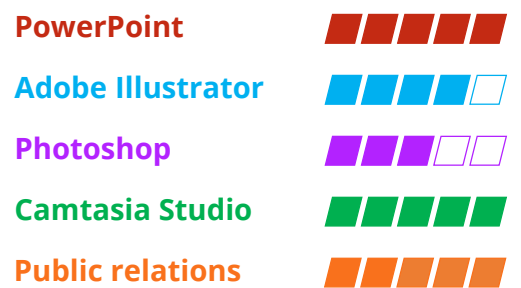 PowerPoint
Adobe Illustrator
Photoshop
Camtasia Studio
Public relations